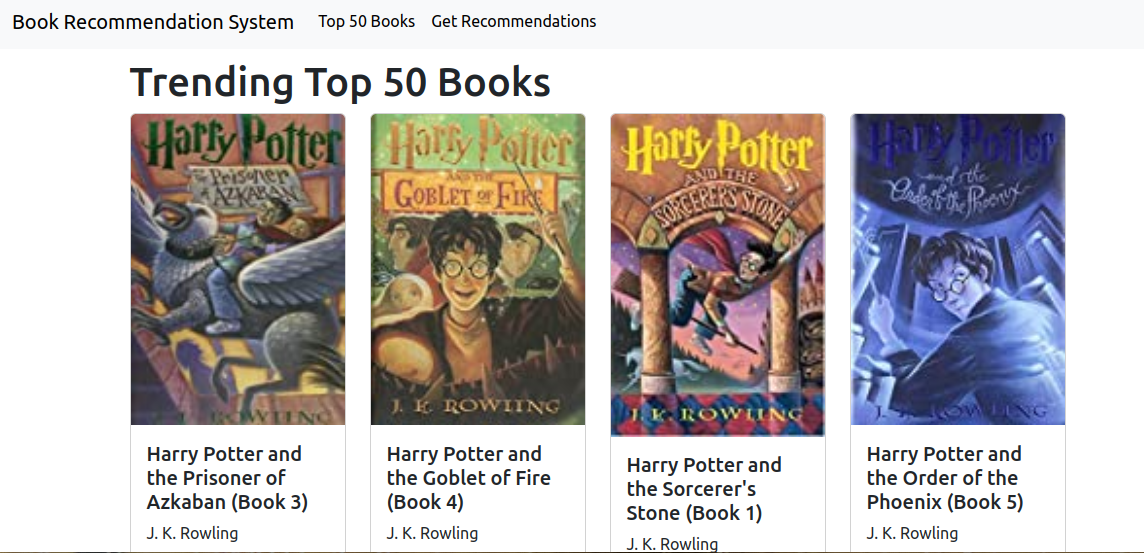 Book Recommendation System Top 50 Books Get Recommendations
Trending Top 50 Books
Harry Potter
The Prisoner
of AZKABAN
J. K. ROWLING
Harry Potter and
the Prisoner of
Azkaban (Book 3)
J. K. Rowling
Harry Potter
AND THE
GOBLET OF FIRE
J. K. ROWLING
Harry Potter and
the Goblet of Fire
(Book 4)
J. K. Rowling
Harry Potter
AND THE
SORCERER'S STONE
J. K. ROWLING
Harry Potter and
the Sorcerer's
Stone (Book 1)
J. K. Rowling
Harry Potter
and the
Order of the Phoenix
J. K. ROWLING
Harry Potter and
the Order of the
Phoenix (Book 5)
J. K. Rowling